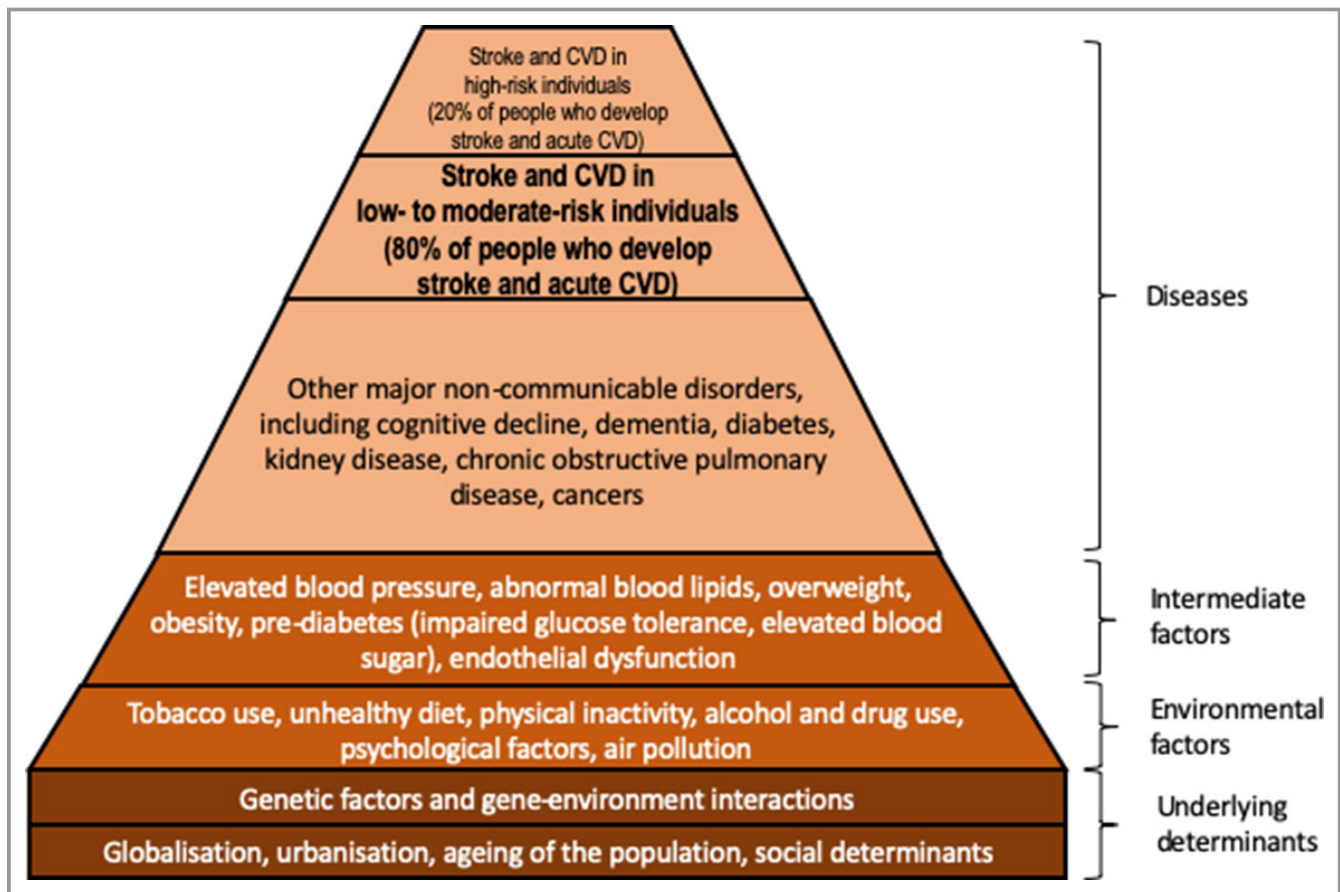 Stroke and CVD in
high-risk individuals
(20% of people who develop
stroke and acute CVD)
Stroke and CVD in
low- to moderate-risk individuals
(80% of people who develop
stroke and acute CVD)
Other major non-communicable disorders,
including cognitive decline, dementia, diabetes,
kidney disease, chronic obstructive pulmonary
disease, cancers
Diseases
Elevated blood pressure, abnormal blood lipids, overweight,
obesity, pre-diabetes (impaired glucose tolerance, elevated blood
sugar), endothelial dysfunction
Intermediate
factors
Tobacco use, unhealthy diet, physical inactivity, alcohol and drug use,
psychological factors, air pollution
Environmental
factors
Genetic factors and gene-environment interactions
Globalisation, urbanisation, ageing of the population, social determinants
Underlying
determinants